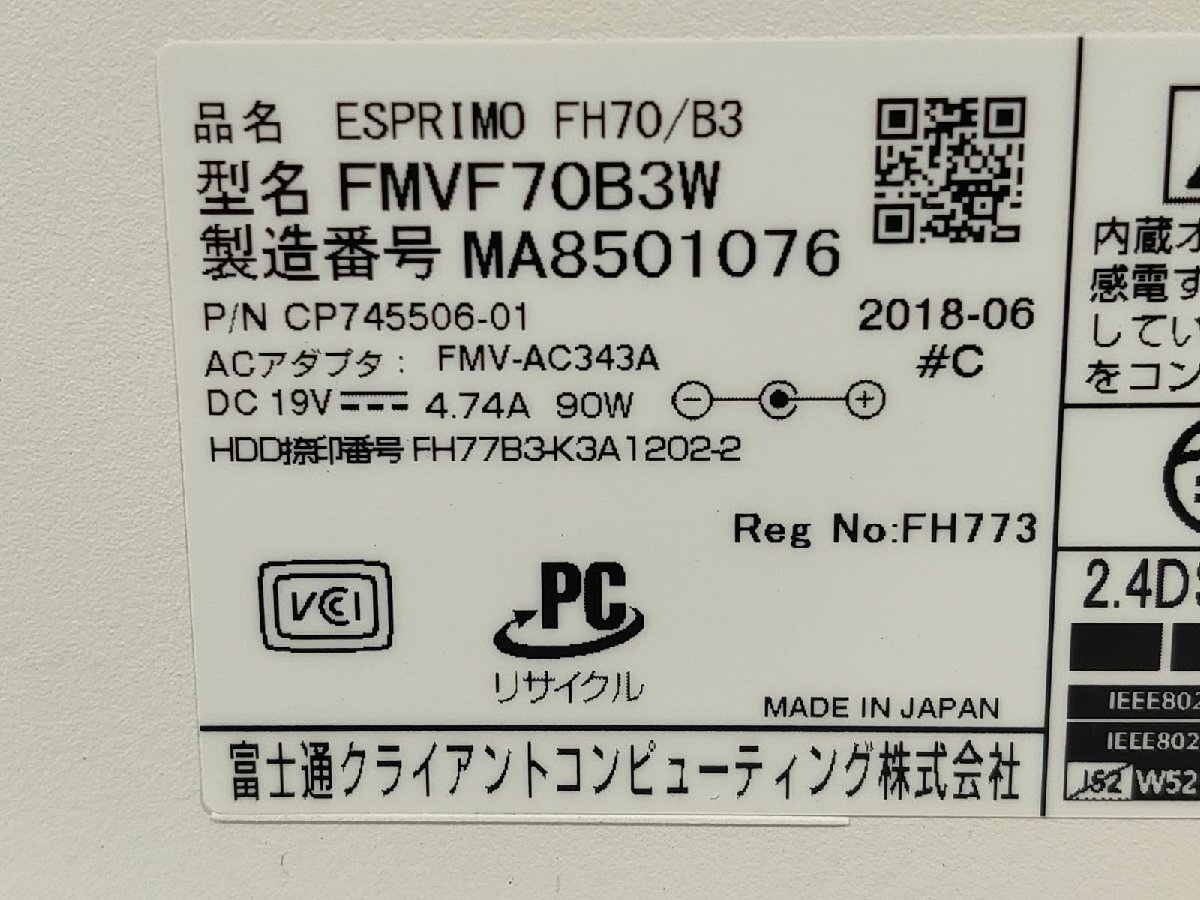 品名 ESPRIMO FH70/B3
型名 FMVF70B3W
製造番号 MA8501076
P/N CP745506-01
2018-06
ACアダプタ: FMV-AC343A
#C
DC 19V 4.74A 90W
HDD捺印番号 FH77B3-K3A1202-2
Reg No:FH773
VCCI
PC
リサイクル
MADE IN JAPAN
富士通クライアントコンピューティング株式会社
内蔵オ
感電す
してい
をコン
2.4DS
IEEE802
IEEE802
J52 W52